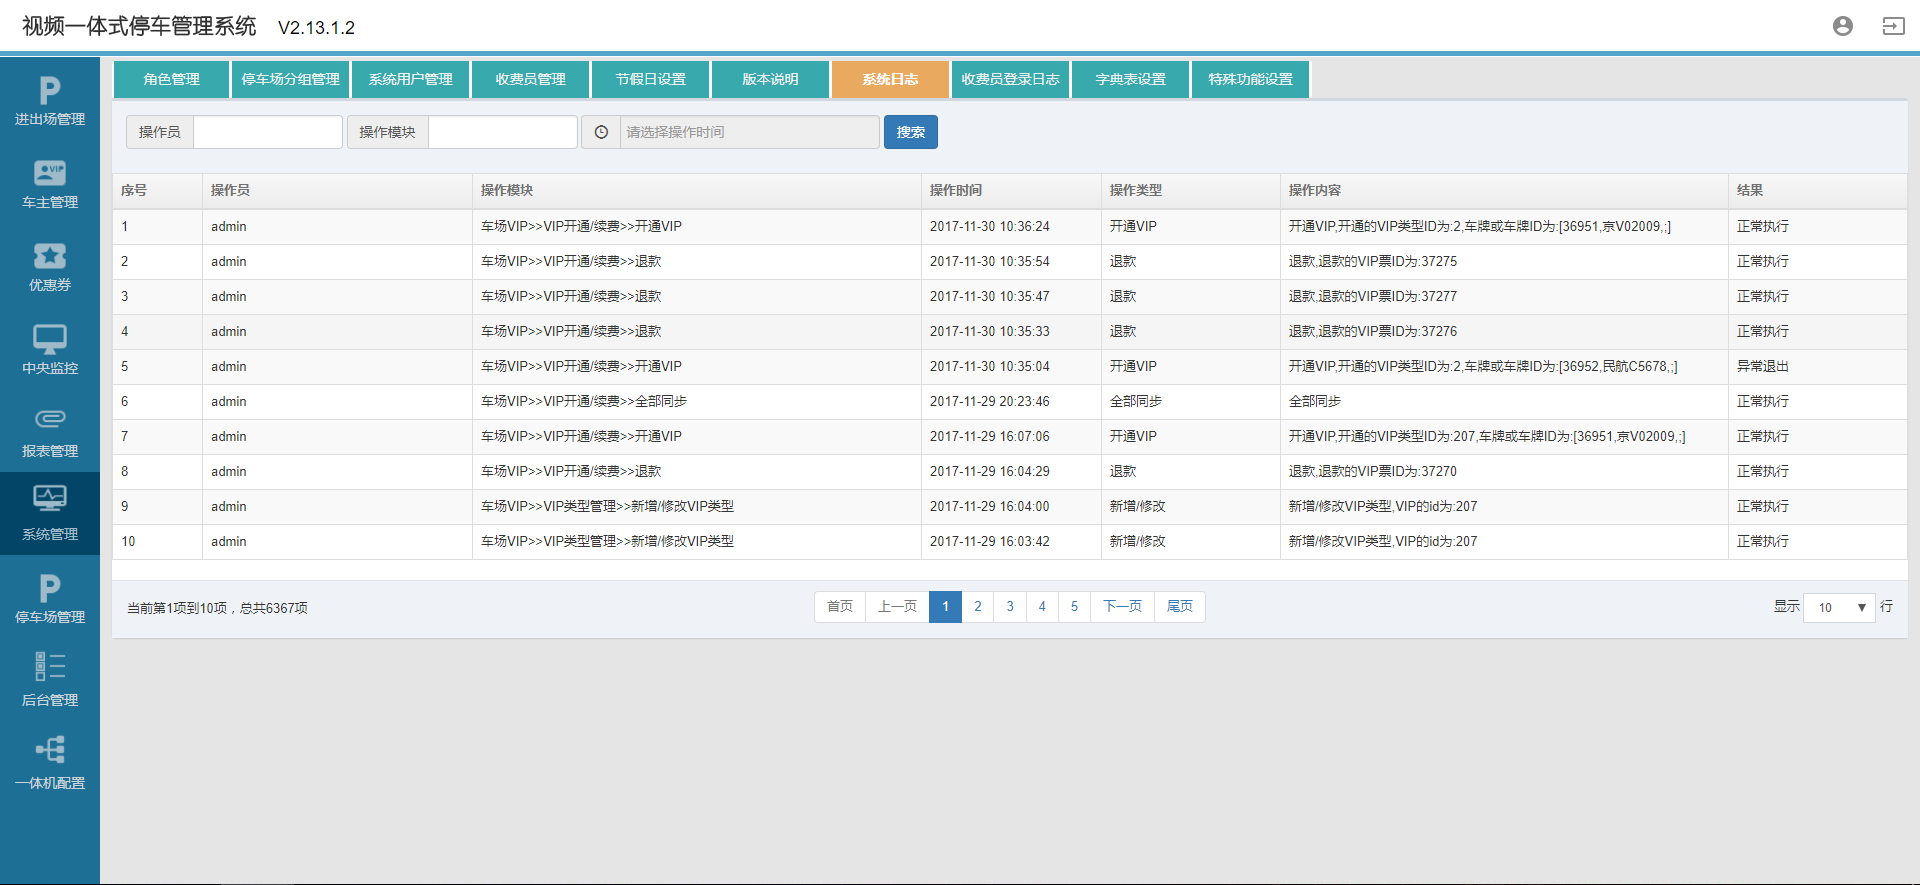 视频一体式停车管理系统 V2.13.1.2
进出场管理
车主管理
优惠券
中央监控
报表管理
系统管理
停车场管理
后台管理
一体机配置
角色管理 停车场分组管理 系统用户管理 收费员管理 节假日设置 版本说明 系统日志 收费员登录日志 字典表设置 特殊功能设置
操作员 操作模块 请选择操作时间 搜索
序号 操作员 操作模块 操作时间 操作类型 操作内容 结果
1 admin 车场VIP>>VIP开通/续费>>开通VIP 2017-11-30 10:36:24 开通VIP 开通VIP,开通的VIP类型ID为:2,车牌或车牌ID为:[36951,京V02009,;] 正常执行
2 admin 车场VIP>>VIP开通/续费>>退款 2017-11-30 10:35:54 退款 退款,退款的VIP票ID为:37275 正常执行
3 admin 车场VIP>>VIP开通/续费>>退款 2017-11-30 10:35:47 退款 退款,退款的VIP票ID为:37277 正常执行
4 admin 车场VIP>>VIP开通/续费>>退款 2017-11-30 10:35:33 退款 退款,退款的VIP票ID为:37276 正常执行
5 admin 车场VIP>>VIP开通/续费>>开通VIP 2017-11-30 10:35:04 开通VIP 开通VIP,开通的VIP类型ID为:2,车牌或车牌ID为:[36952,民航C5678,;] 异常退出
6 admin 车场VIP>>VIP开通/续费>>全部同步 2017-11-29 20:23:46 全部同步 全部同步 正常执行
7 admin 车场VIP>>VIP开通/续费>>开通VIP 2017-11-29 16:07:06 开通VIP 开通VIP,开通的VIP类型ID为:207,车牌或车牌ID为:[36951,京V02009,;] 正常执行
8 admin 车场VIP>>VIP开通/续费>>退款 2017-11-29 16:04:29 退款 退款,退款的VIP票ID为:37270 正常执行
9 admin 车场VIP>>VIP类型管理>>新增/修改VIP类型 2017-11-29 16:04:00 新增/修改 新增/修改VIP类型,VIP的id为:207 正常执行
10 admin 车场VIP>>VIP类型管理>>新增/修改VIP类型 2017-11-29 16:03:42 新增/修改 新增/修改VIP类型,VIP的id为:207 正常执行
当前第1项到10项，总共6367项 首页 上一页 1 2 3 4 5 下一页 尾页 显示 10 行